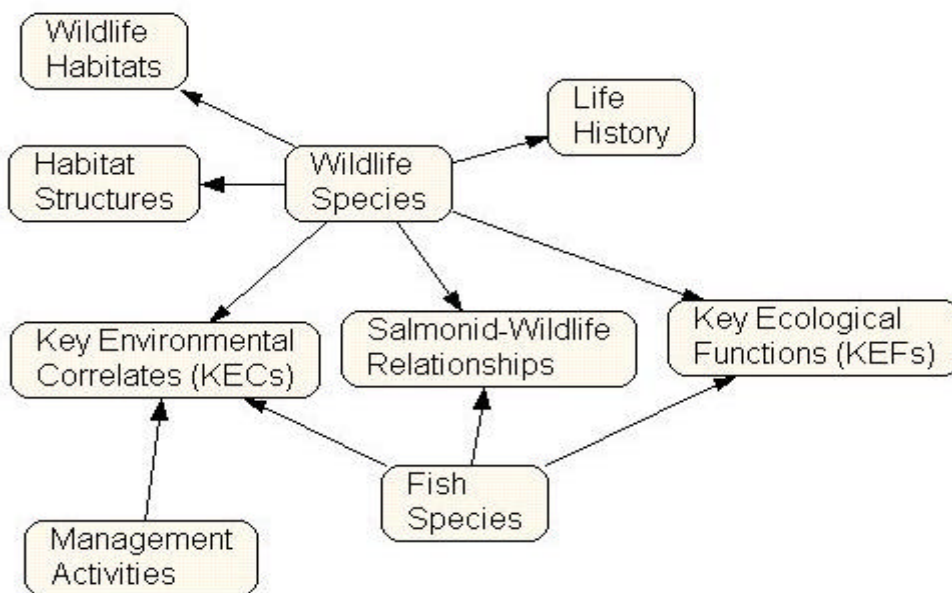 Wildlife
Habitats
Life
History
Habitat
Structures
Wildlife
Species
Key Environmental
Correlates (KECs)
Salmonid-Wildlife
Relationships
Key Ecological
Functions (KEFs)
Fish
Species
Management
Activities